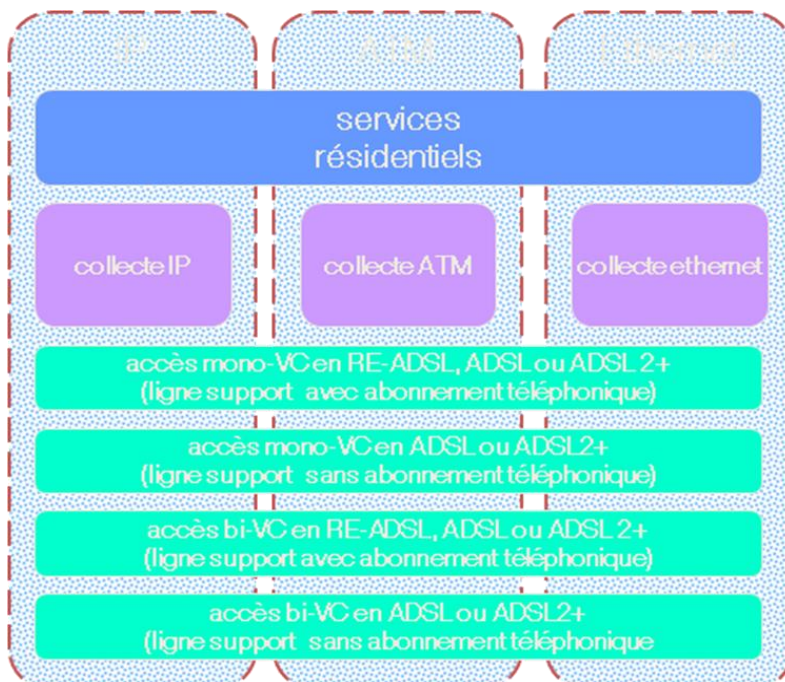 IP
ATM
Ethernet
services
résidentiels
collecte IP
collecte ATM
collecte ethernet
accès mono-VC en RE-ADSL, ADSL ou ADSL 2+
(ligne support avec abonnement téléphonique)
accès mono-VC en ADSL ou ADSL2+
(ligne support sans abonnement téléphonique)
accès bi-VC en RE-ADSL, ADSL ou ADSL 2+
(ligne support avec abonnement téléphonique)
accès bi-VC en ADSL ou ADSL2+
(ligne support sans abonnement téléphonique